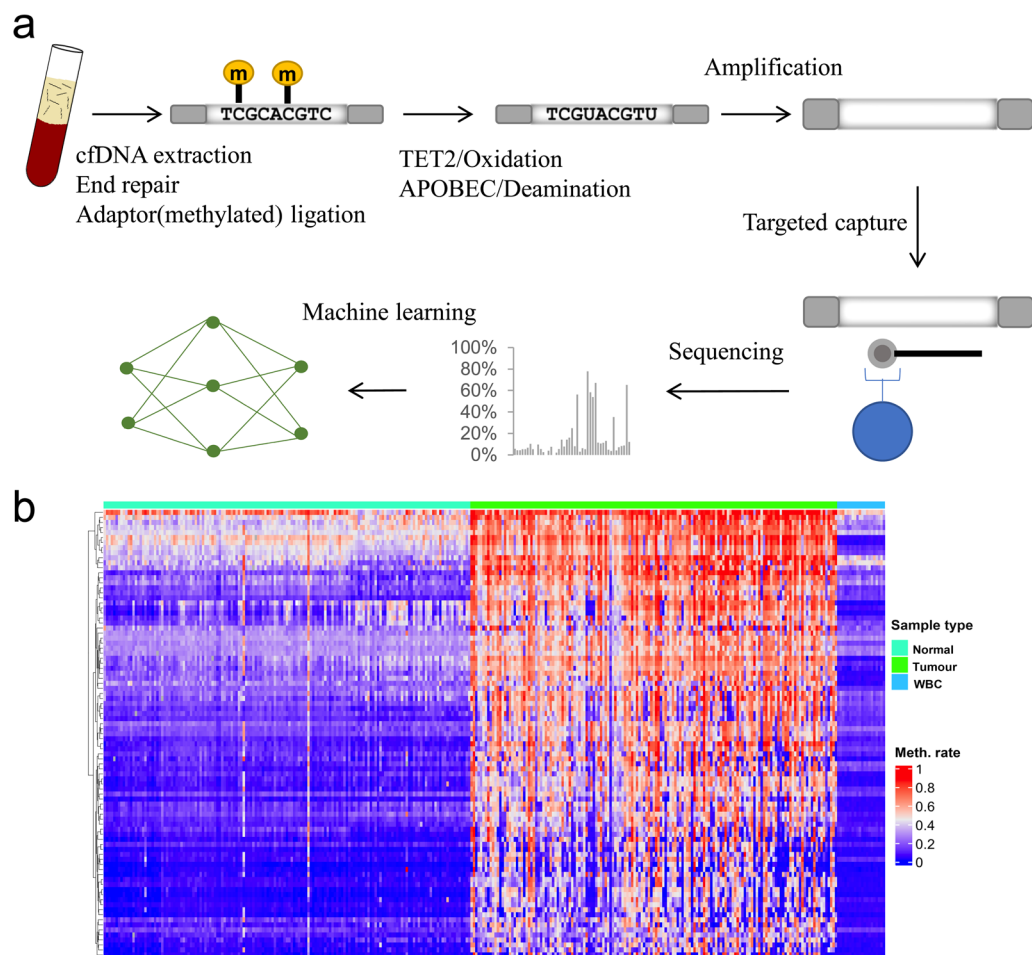 a
m m
TCGCACGTC
TCGUACGTU
Amplification
cfDNA extraction
End repair
Adaptor(methylated) ligation
TET2/Oxidation
APOBEC/Deamination
Targeted capture
Machine learning
Sequencing
100%
80%
60%
40%
20%
0%
b
Sample type
Normal
Tumour
WBC
Meth. rate
1
0.8
0.6
0.4
0.2
0